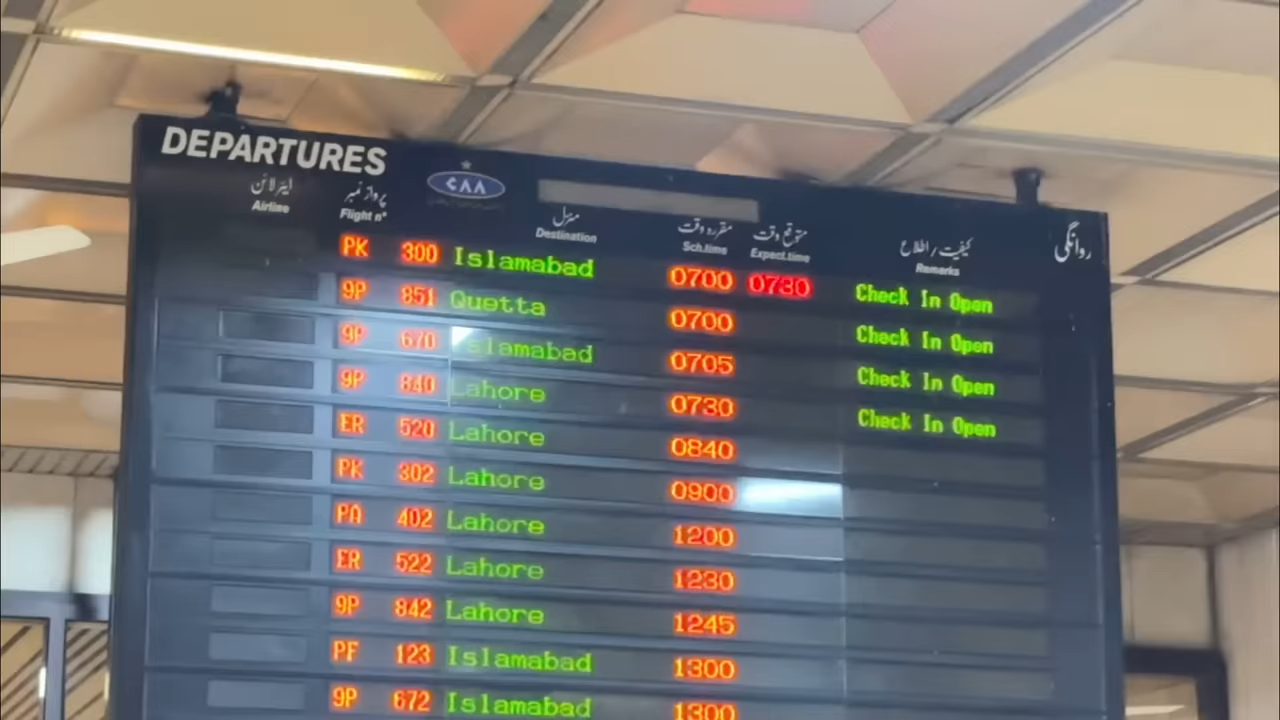 DEPARTURES
CAA
روانگی
ایئر لائن پرواز نمبر منزل مقررہ وقت متوقع وقت کیفیت/اطلاع
Airline Flight nº Destination Sch.time Expect.time Remarks
PK 300 Islamabad 0700 0730 Check In Open
9P 851 Quetta 0700 Check In Open
9P 670 Islamabad 0705 Check In Open
9P 840 Lahore 0730 Check In Open
ER 520 Lahore 0840
PK 302 Lahore 0900
PA 402 Lahore 1200
ER 522 Lahore 1230
9P 842 Lahore 1245
PF 123 Islamabad 1300
9P 672 Islamabad 1300